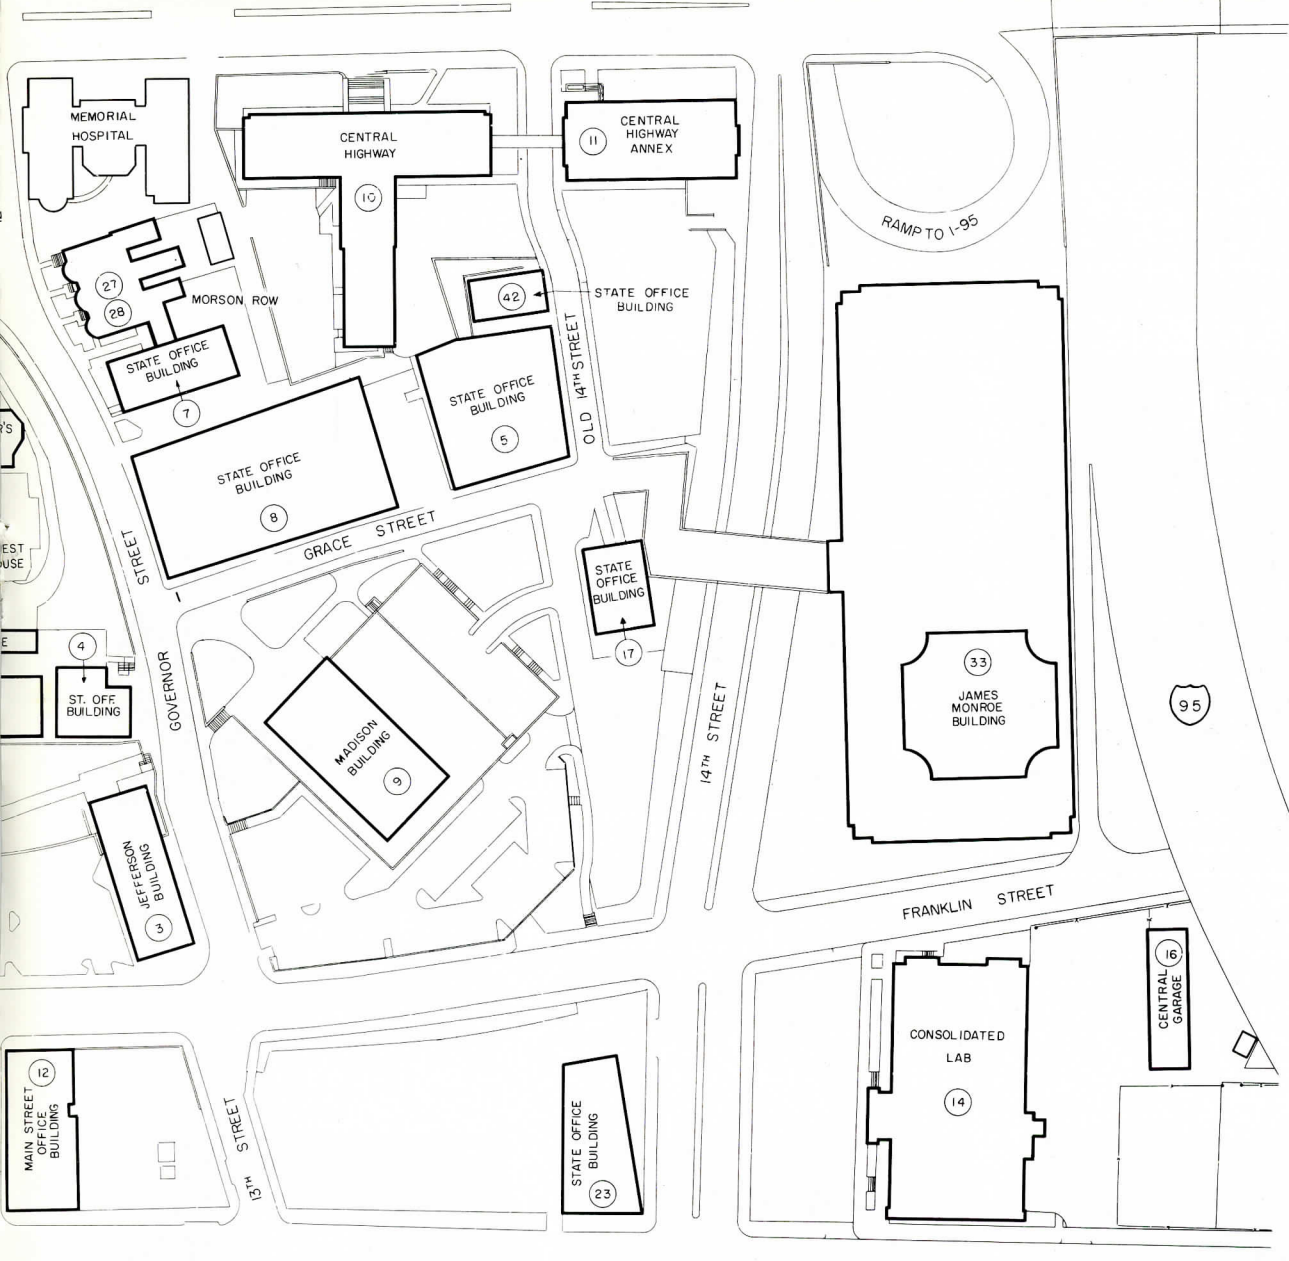 MEMORIAL
HOSPITAL
CENTRAL
HIGHWAY
10
11
CENTRAL
HIGHWAY
ANNEX
RAMP TO I-95
27
28
MORSON ROW
STATE OFFICE
BUILDING
7
42
STATE OFFICE
BUILDING
OLD 14TH STREET
STATE OFFICE
BUILDING
5
STATE OFFICE
BUILDING
8
GRACE STREET
R'S
EST
OUSE
E
STATE
OFFICE
BUILDING
17
4
ST. OFF.
BUILDING
GOVERNOR STREET
MADISON
BUILDING
9
14TH STREET
33
JAMES
MONROE
BUILDING
95
JEFFERSON
BUILDING
3
FRANKLIN STREET
16
CENTRAL
GARAGE
CONSOLIDATED
LAB
14
12
MAIN STREET
OFFICE
BUILDING
13TH STREET
STATE OFFICE
BUILDING
23